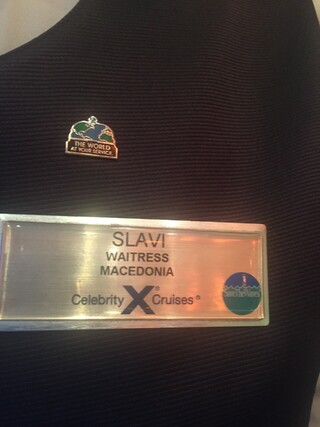 THE WORLD
AT YOUR SERVICE
SLAVI
WAITRESS
MACEDONIA
Celebrity X® Cruises®